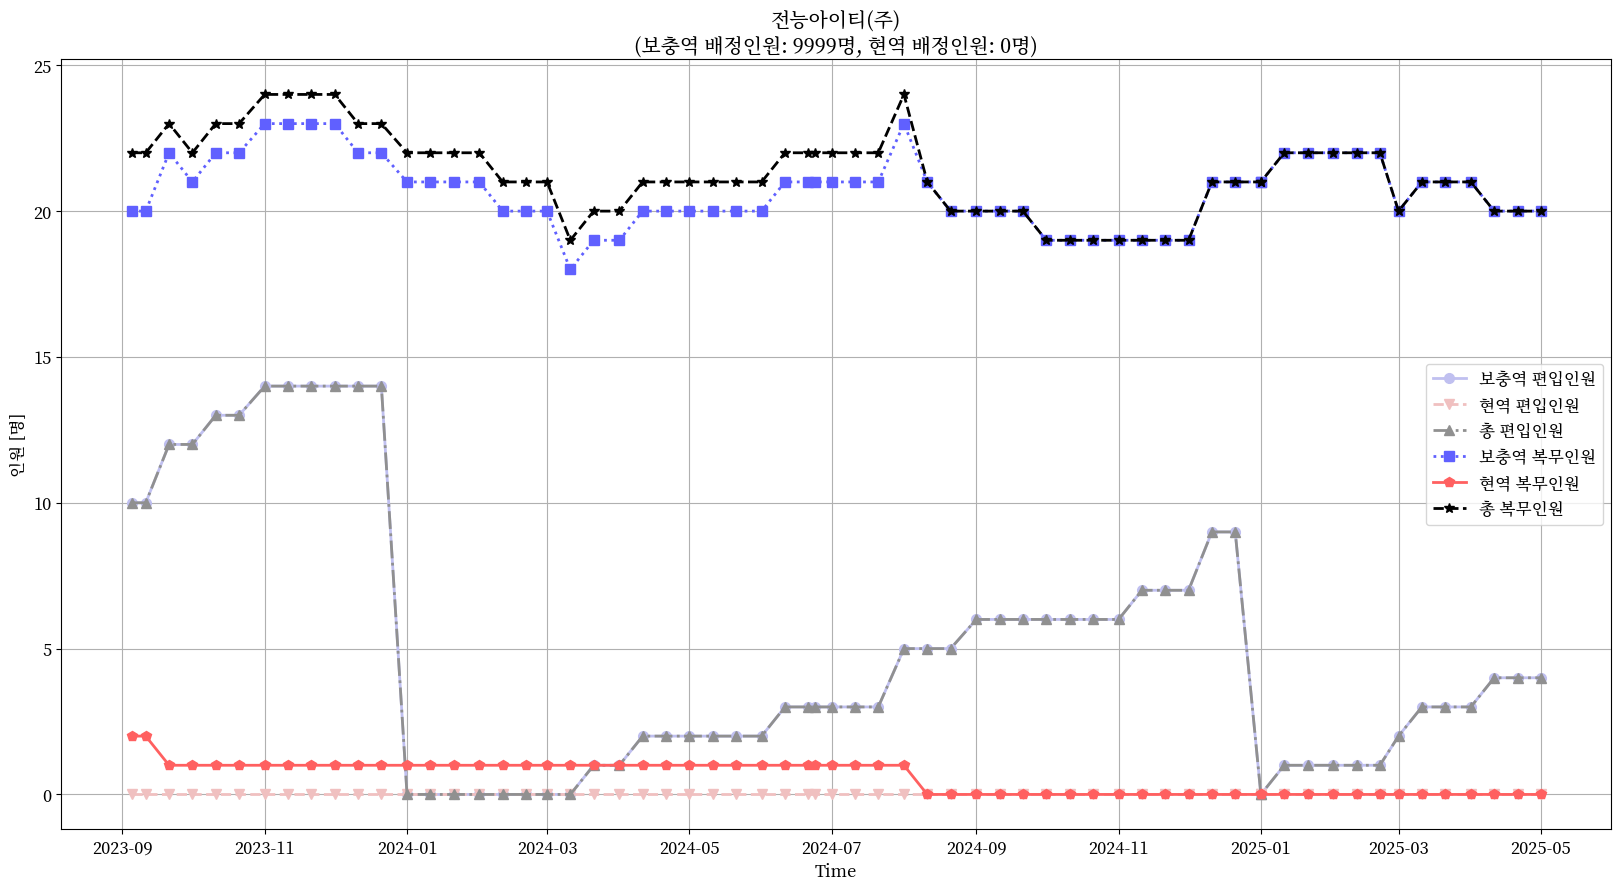 전능아이티(주)
(보충역 배정인원: 9999명, 현역 배정인원: 0명)
25
20
15
10
5
0
인원 [명]
보충역 편입인원
현역 편입인원
총 편입인원
보충역 복무인원
현역 복무인원
총 복무인원
2023-09
2023-11
2024-01
2024-03
2024-05
2024-07
2024-09
2024-11
2025-01
2025-03
2025-05
Time